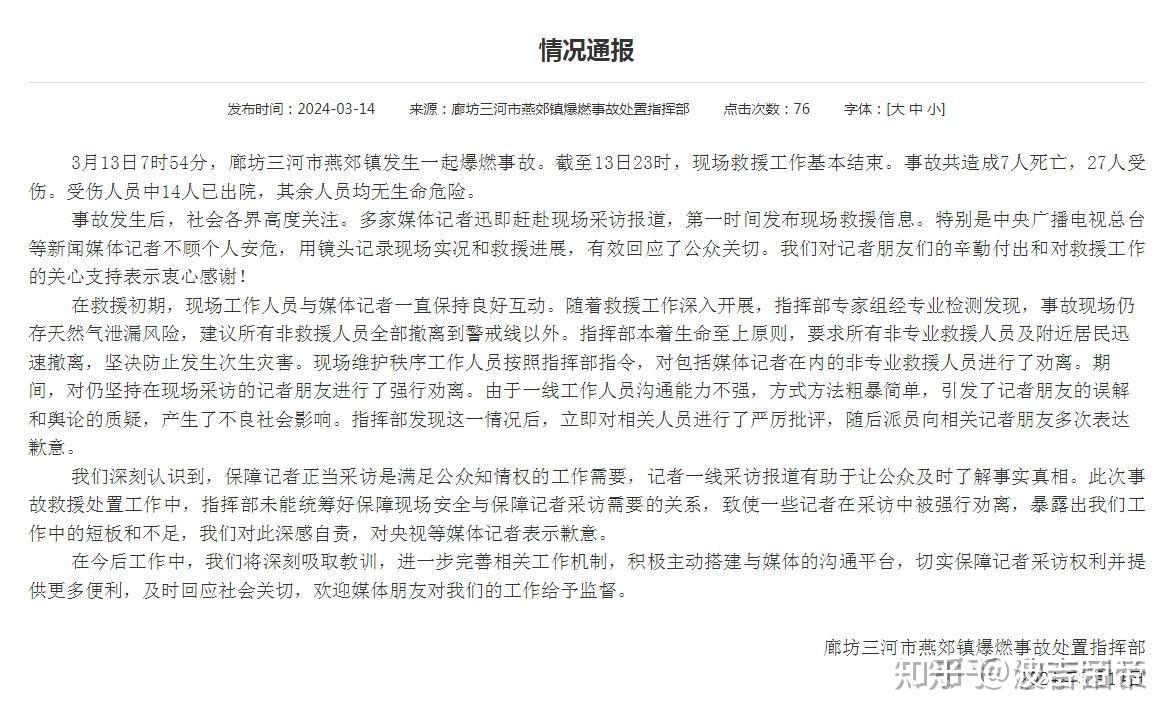 情况通报
发布时间：2024-03-14 来源：廊坊三河市燕郊镇爆燃事故处置指挥部 点击次数：76 字体：[大 中 小]
3月13日7时54分，廊坊三河市燕郊镇发生一起爆燃事故。截至13日23时，现场救援工作基本结束。事故共造成7人死亡，27人受
伤。受伤人员中14人已出院，其余人员均无生命危险。
事故发生后，社会各界高度关注。多家媒体记者迅即赶赴现场采访报道，第一时间发布现场救援信息。特别是中央广播电视总台
等新闻媒体记者不顾个人安危，用镜头记录现场实况和救援进展，有效回应了公众关切。我们对记者朋友们的辛勤付出和对救援工作
的关心支持表示衷心感谢！
在救援初期，现场工作人员与媒体记者一直保持良好互动。随着救援工作深入开展，指挥部专家组经专业检测发现，事故现场仍
存天然气泄漏风险，建议所有非救援人员全部撤离到警戒线以外。指挥部本着生命至上原则，要求所有非专业救援人员及附近居民迅
速撤离，坚决防止发生次生灾害。现场维护秩序工作人员按照指挥部指令，对包括媒体记者在内的非专业救援人员进行了劝离。期
间，对仍坚持在现场采访的记者朋友进行了强行劝离。由于一线工作人员沟通能力不强，方式方法粗暴简单，引发了记者朋友的误解
和舆论的质疑，产生了不良社会影响。指挥部发现这一情况后，立即对相关人员进行了严厉批评，随后派员向相关记者朋友多次表达
歉意。
我们深刻认识到，保障记者正当采访是满足公众知情权的工作需要，记者一线采访报道有助于让公众及时了解事实真相。此次事
故救援处置工作中，指挥部未能统筹好保障现场安全与保障记者采访需要的关系，致使一些记者在采访中被强行劝离，暴露出我们工
作中的短板和不足，我们对此深感自责，对央视等媒体记者表示歉意。
在今后工作中，我们将深刻吸取教训，进一步完善相关工作机制，积极主动搭建与媒体的沟通平台，切实保障记者采访权利并提
供更多便利，及时回应社会关切，欢迎媒体朋友对我们的工作给予监督。
廊坊三河市燕郊镇爆燃事故处置指挥部
知乎 @波吉国帝